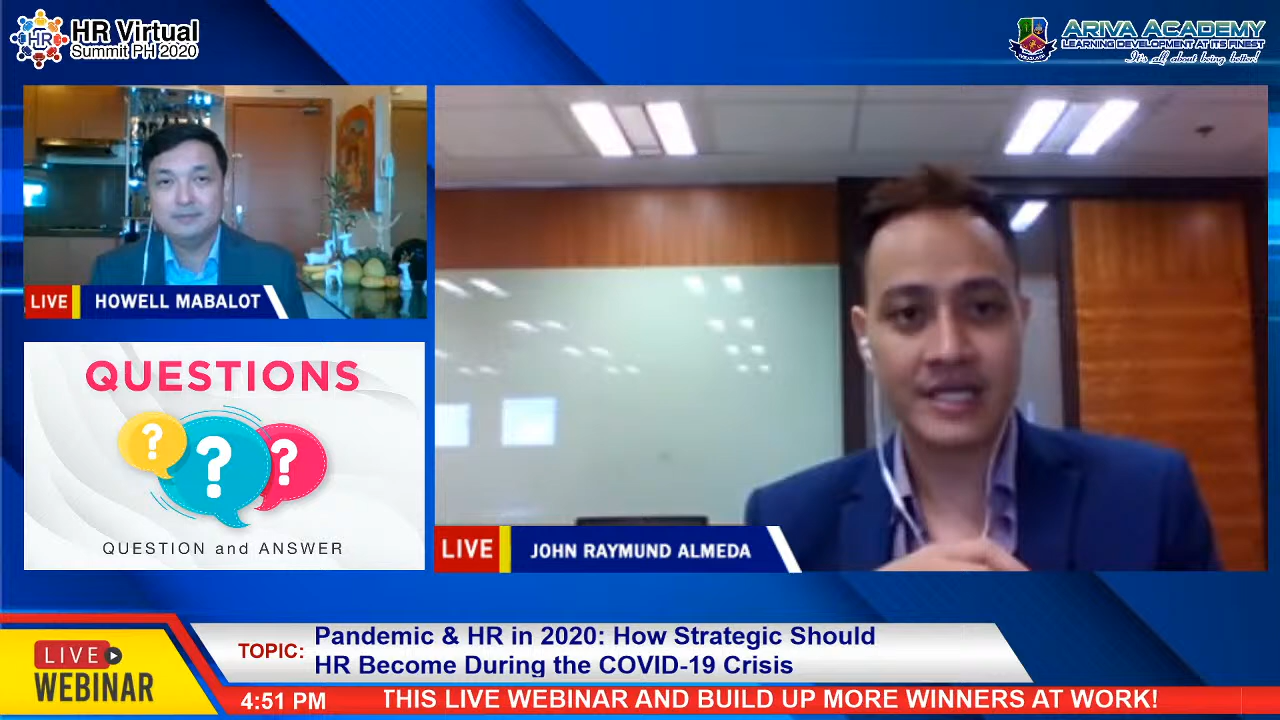 HR
HR Virtual
Summit PH 2020
ARIVA ACADEMY
LEARNING DEVELOPMENT AT ITS FINEST
It's all about being better!
LIVE
HOWELL MABALOT
QUESTIONS
? ? ?
QUESTION and ANSWER
LIVE
JOHN RAYMUND ALMEDA
LIVE
WEBINAR
TOPIC:
Pandemic & HR in 2020: How Strategic Should
HR Become During the COVID-19 Crisis
4:51 PM
THIS LIVE WEBINAR AND BUILD UP MORE WINNERS AT WORK!